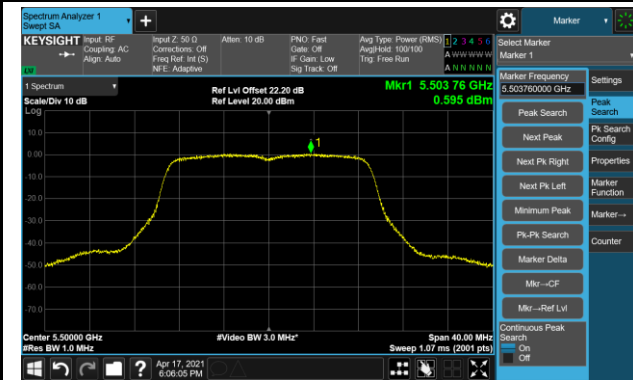 Spectrum Analyzer 1
Swept SA
+
Marker
KEYSIGHT
Input: RF
Coupling: AC
Align: Auto
Input Z: 50 Ω
Corrections: Off
Freq Ref: Int (S)
NFE: Adaptive
Atten: 10 dB
PNO: Fast
Gate: Off
IF Gain: Low
Sig Track: Off
Avg Type: Power (RMS)
Avg|Hold: 100/100
Trig: Free Run
1 2 3 4 5 6
A W W W W W
A N N N N N
LXI
Select Marker
Marker 1
1 Spectrum
Scale/Div 10 dB
Log
Ref Lvl Offset 22.20 dB
Ref Level 20.00 dBm
Mkr1 5.503 76 GHz
0.595 dBm
10.0
0.00
-10.0
-20.0
-30.0
-40.0
-50.0
-60.0
-70.0
1
Center 5.50000 GHz
#Res BW 1.0 MHz
#Video BW 3.0 MHz*
Span 40.00 MHz
Sweep 1.07 ms (2001 pts)
Marker Frequency
5.503760000 GHz
Peak Search
Next Peak
Next Pk Right
Next Pk Left
Minimum Peak
Pk-Pk Search
Marker Delta
Mkr→CF
Mkr→Ref Lvl
Continuous Peak
Search
On
Off
Settings
Peak
Search
Pk Search
Config
Properties
Marker
Function
Marker→
Counter
?
Apr 17, 2021
6:06:05 PM